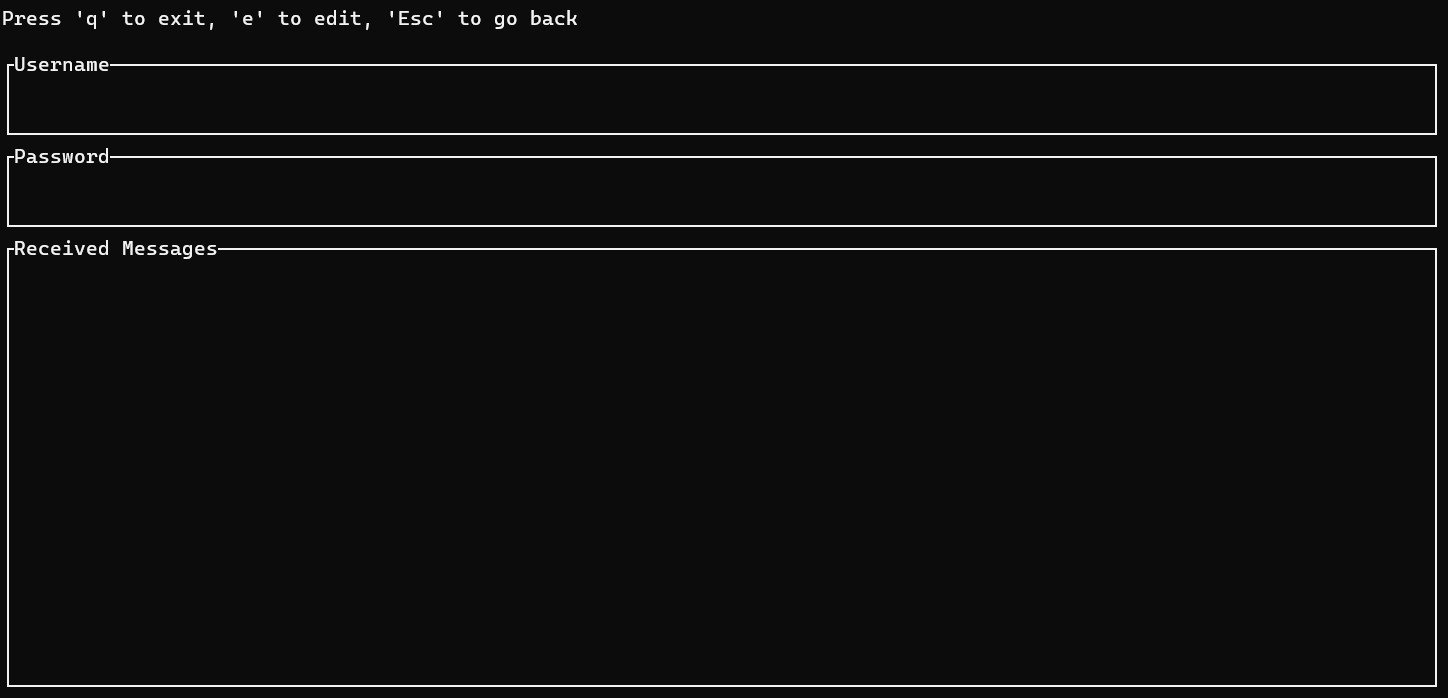 Press 'q' to exit, 'e' to edit, 'Esc' to go back
Username
Password
Received Messages